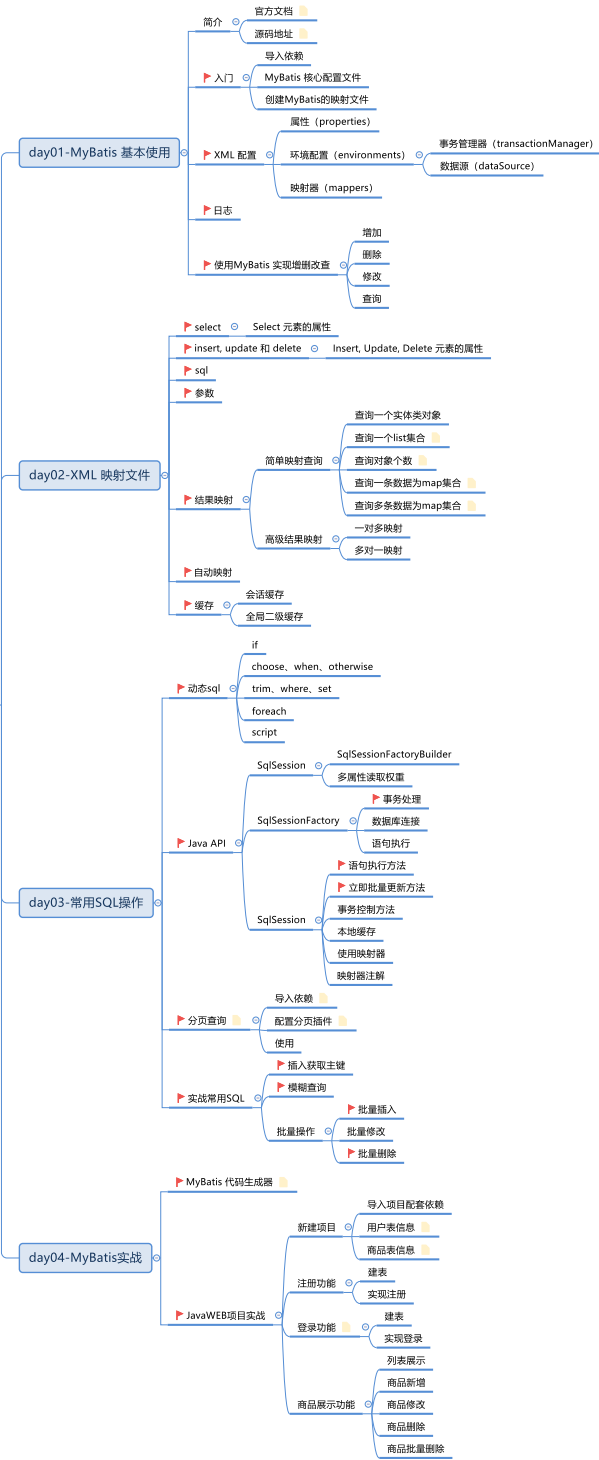 day01-MyBatis 基本使用
简介
官方文档
源码地址
入门
导入依赖
MyBatis 核心配置文件
创建MyBatis的映射文件
XML 配置
属性（properties）
环境配置（environments）
事务管理器（transactionManager）
数据源（dataSource）
映射器（mappers）
日志
使用MyBatis 实现增删改查
增加
删除
修改
查询
day02-XML 映射文件
select
Select 元素的属性
insert, update 和 delete
Insert, Update, Delete 元素的属性
sql
参数
结果映射
简单映射查询
查询一个实体类对象
查询一个list集合
查询对象个数
查询一条数据为map集合
查询多条数据为map集合
高级结果映射
一对多映射
多对一映射
自动映射
缓存
会话缓存
全局二级缓存
day03-常用SQL操作
动态sql
if
choose、when、otherwise
trim、where、set
foreach
script
Java API
SqlSession
SqlSessionFactoryBuilder
多属性读取权重
SqlSessionFactory
事务处理
数据库连接
语句执行
SqlSession
语句执行方法
立即批量更新方法
事务控制方法
本地缓存
使用映射器
映射器注解
分页查询
导入依赖
配置分页插件
使用
实战常用SQL
插入获取主键
模糊查询
批量操作
批量插入
批量修改
批量删除
day04-MyBatis实战
MyBatis 代码生成器
JavaWEB项目实战
新建项目
导入项目配套依赖
用户表信息
商品表信息
注册功能
建表
实现注册
登录功能
建表
实现登录
商品展示功能
列表展示
商品新增
商品修改
商品删除
商品批量删除